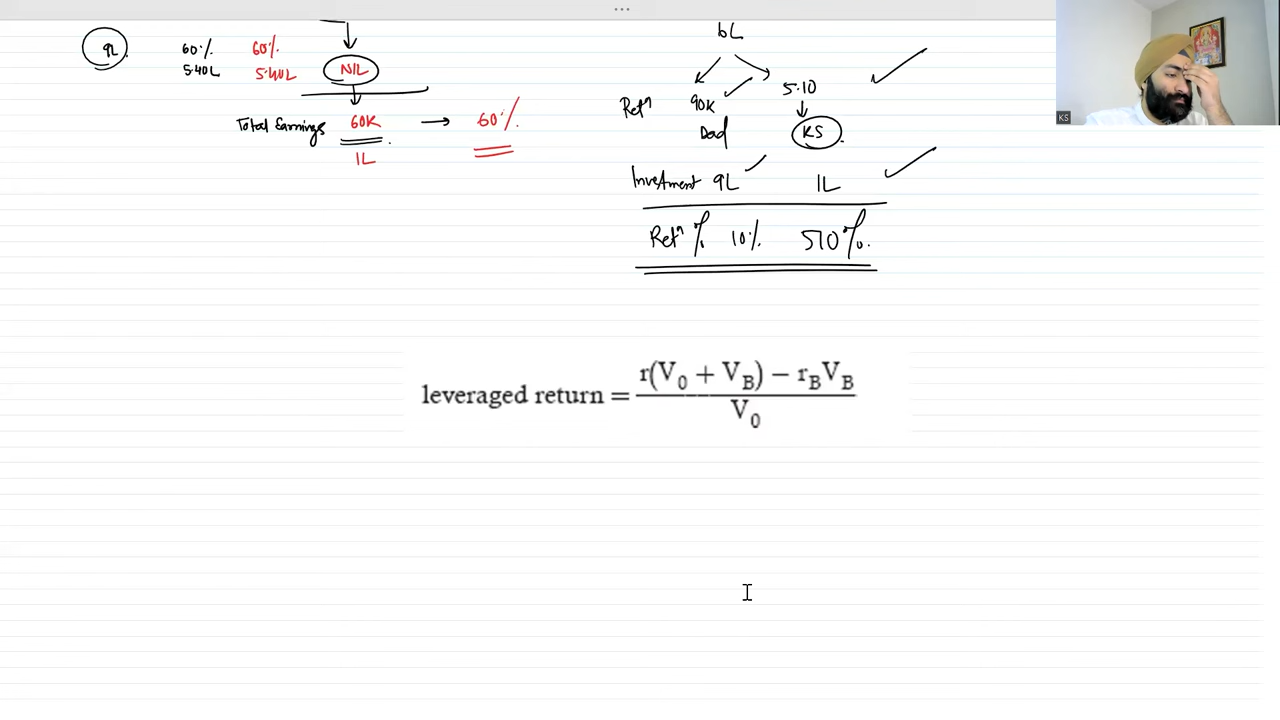 9L 60% 60% NIL
5.40L 5.40L
Total Earnings 60K → 60%
1L
6L
Retn 90K 5.10
Dad KS
Investment 9L 1L
Retn % 10% 510%.
leveraged return = r(V0 + VB) − rBVB / V0
KS